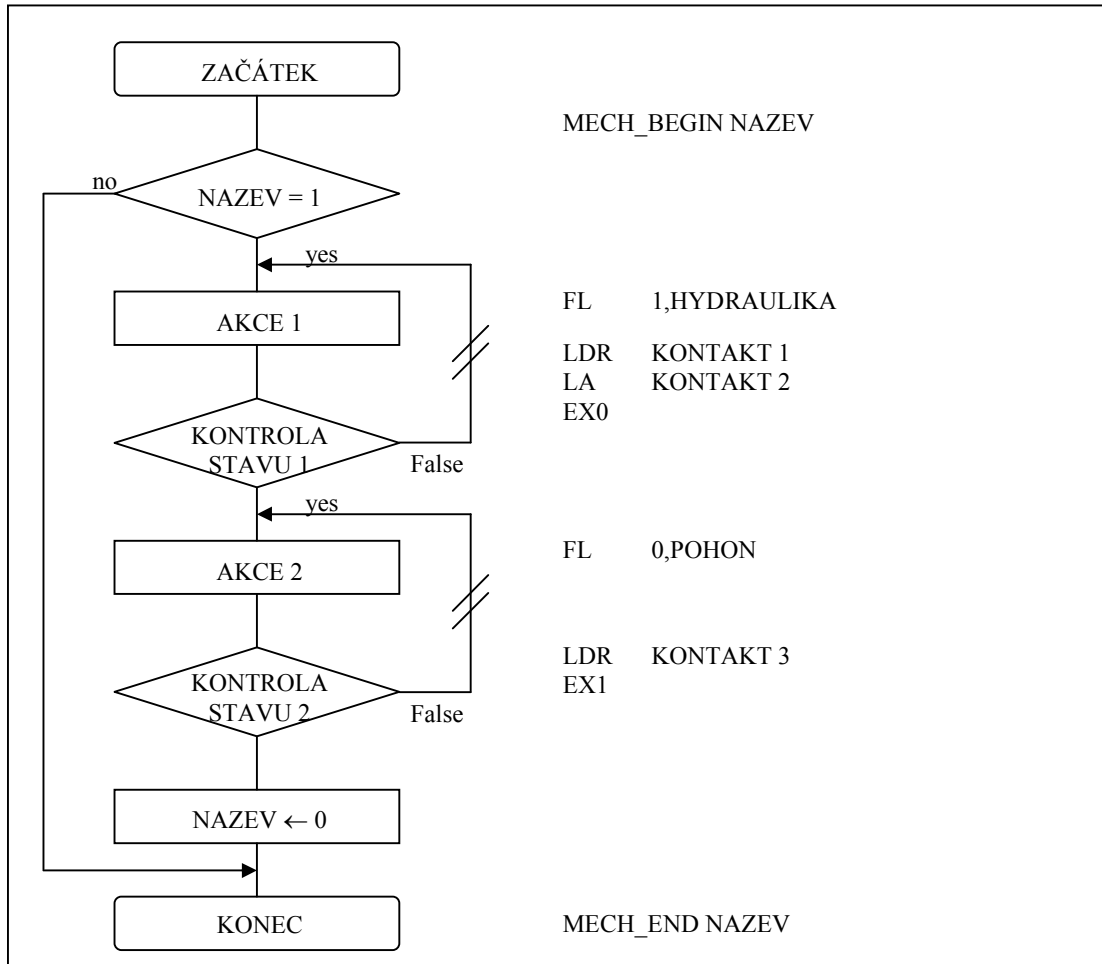 ZAČÁTEK
MECH_BEGIN NAZEV
no
NAZEV = 1
yes
AKCE 1
FL 1,HYDRAULIKA
LDR KONTAKT 1
LA KONTAKT 2
EX0
KONTROLA
STAVU 1
False
yes
AKCE 2
FL 0,POHON
KONTROLA
STAVU 2
False
LDR KONTAKT 3
EX1
NAZEV ← 0
KONEC
MECH_END NAZEV